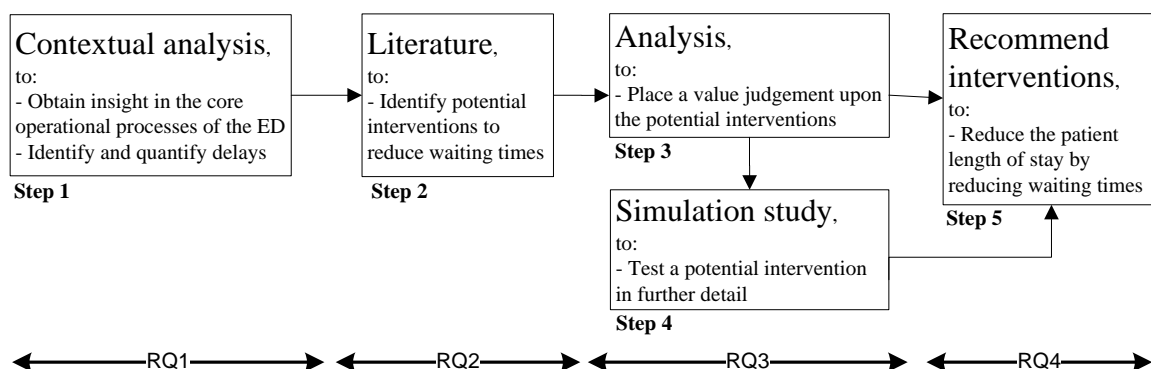 Contextual analysis,
to:
- Obtain insight in the core
operational processes of the ED
- Identify and quantify delays
Step 1
Literature,
to:
- Identify potential
interventions to
reduce waiting times
Step 2
Analysis,
to:
- Place a value judgement upon
the potential interventions
Step 3
Simulation study,
to:
- Test a potential intervention
in further detail
Step 4
Recommend
interventions,
to:
- Reduce the patient
length of stay by
reducing waiting times
Step 5
RQ1
RQ2
RQ3
RQ4